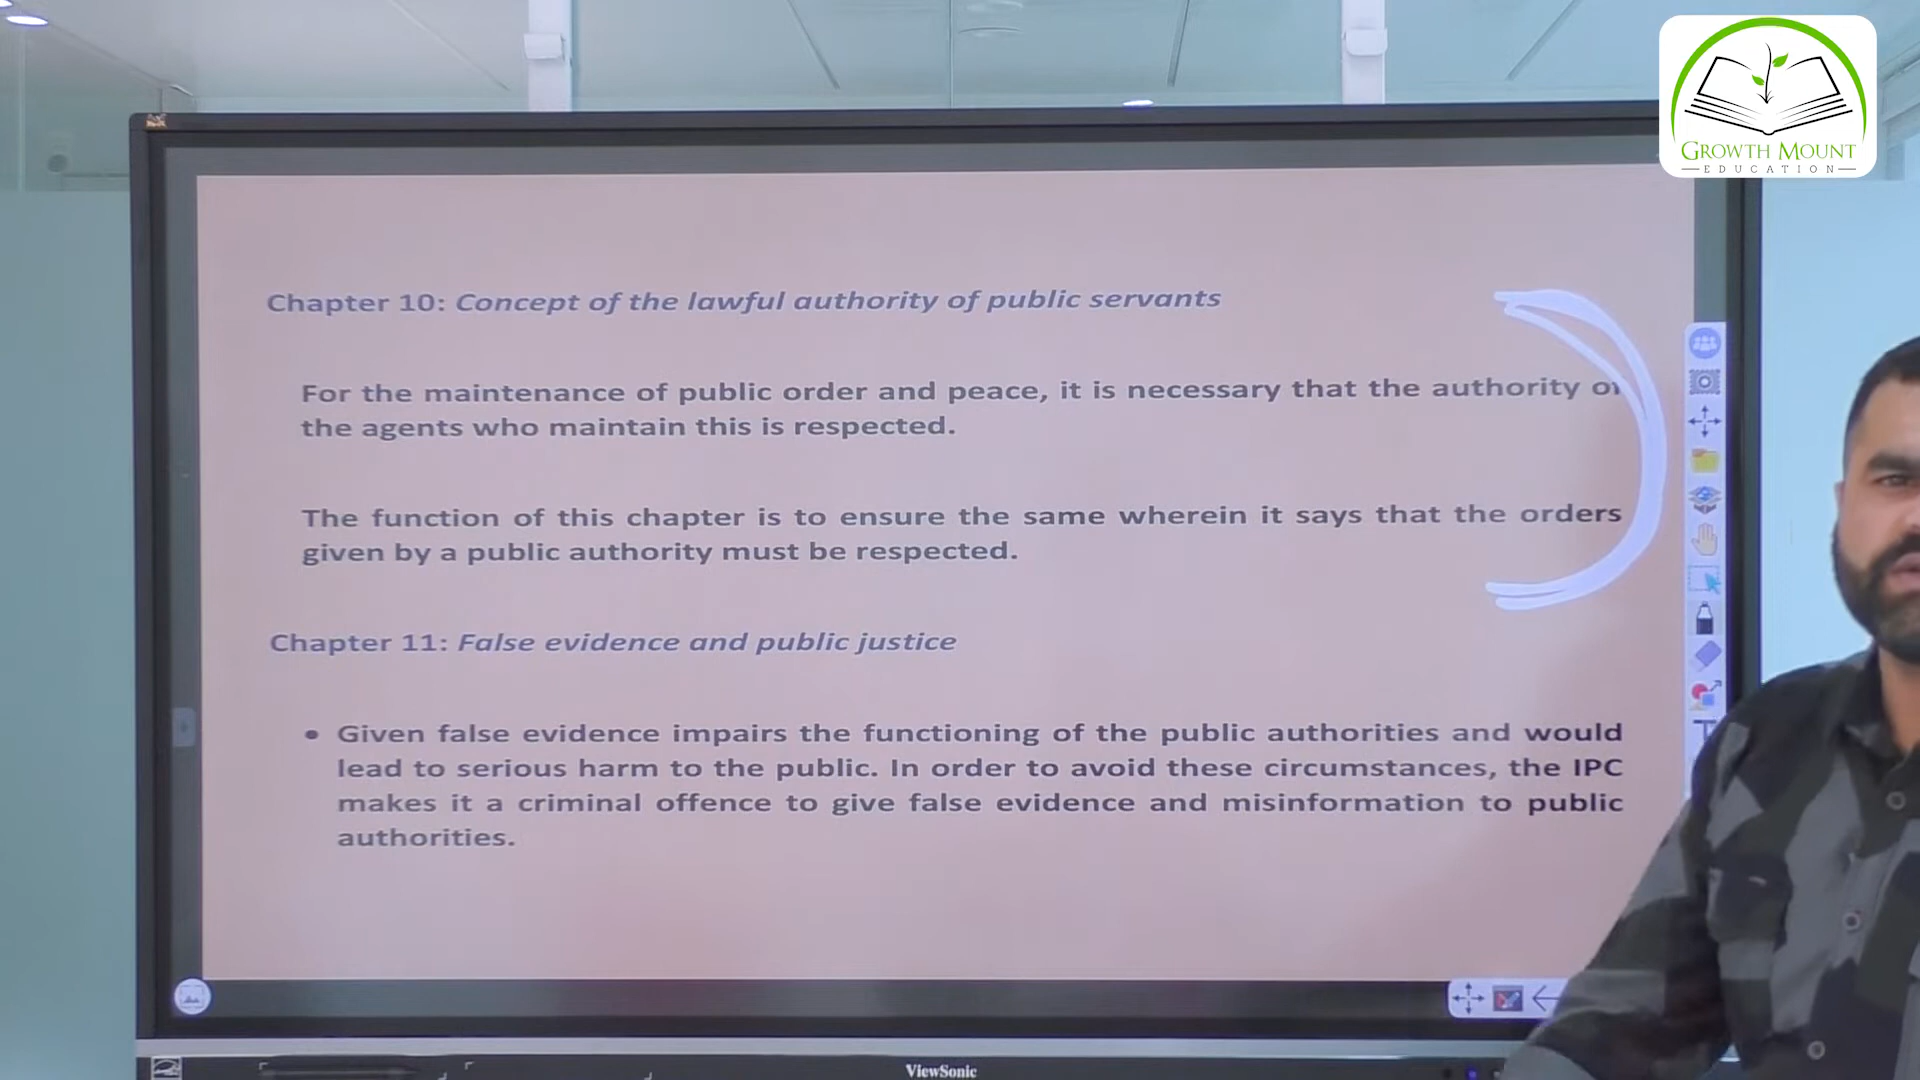 GROWTH MOUNT
EDUCATION
Chapter 10: Concept of the lawful authority of public servants
For the maintenance of public order and peace, it is necessary that the authority of
the agents who maintain this is respected.
The function of this chapter is to ensure the same wherein it says that the orders
given by a public authority must be respected.
Chapter 11: False evidence and public justice
• Given false evidence impairs the functioning of the public authorities and would
lead to serious harm to the public. In order to avoid these circumstances, the IPC
makes it a criminal offence to give false evidence and misinformation to public
authorities.
ViewSonic